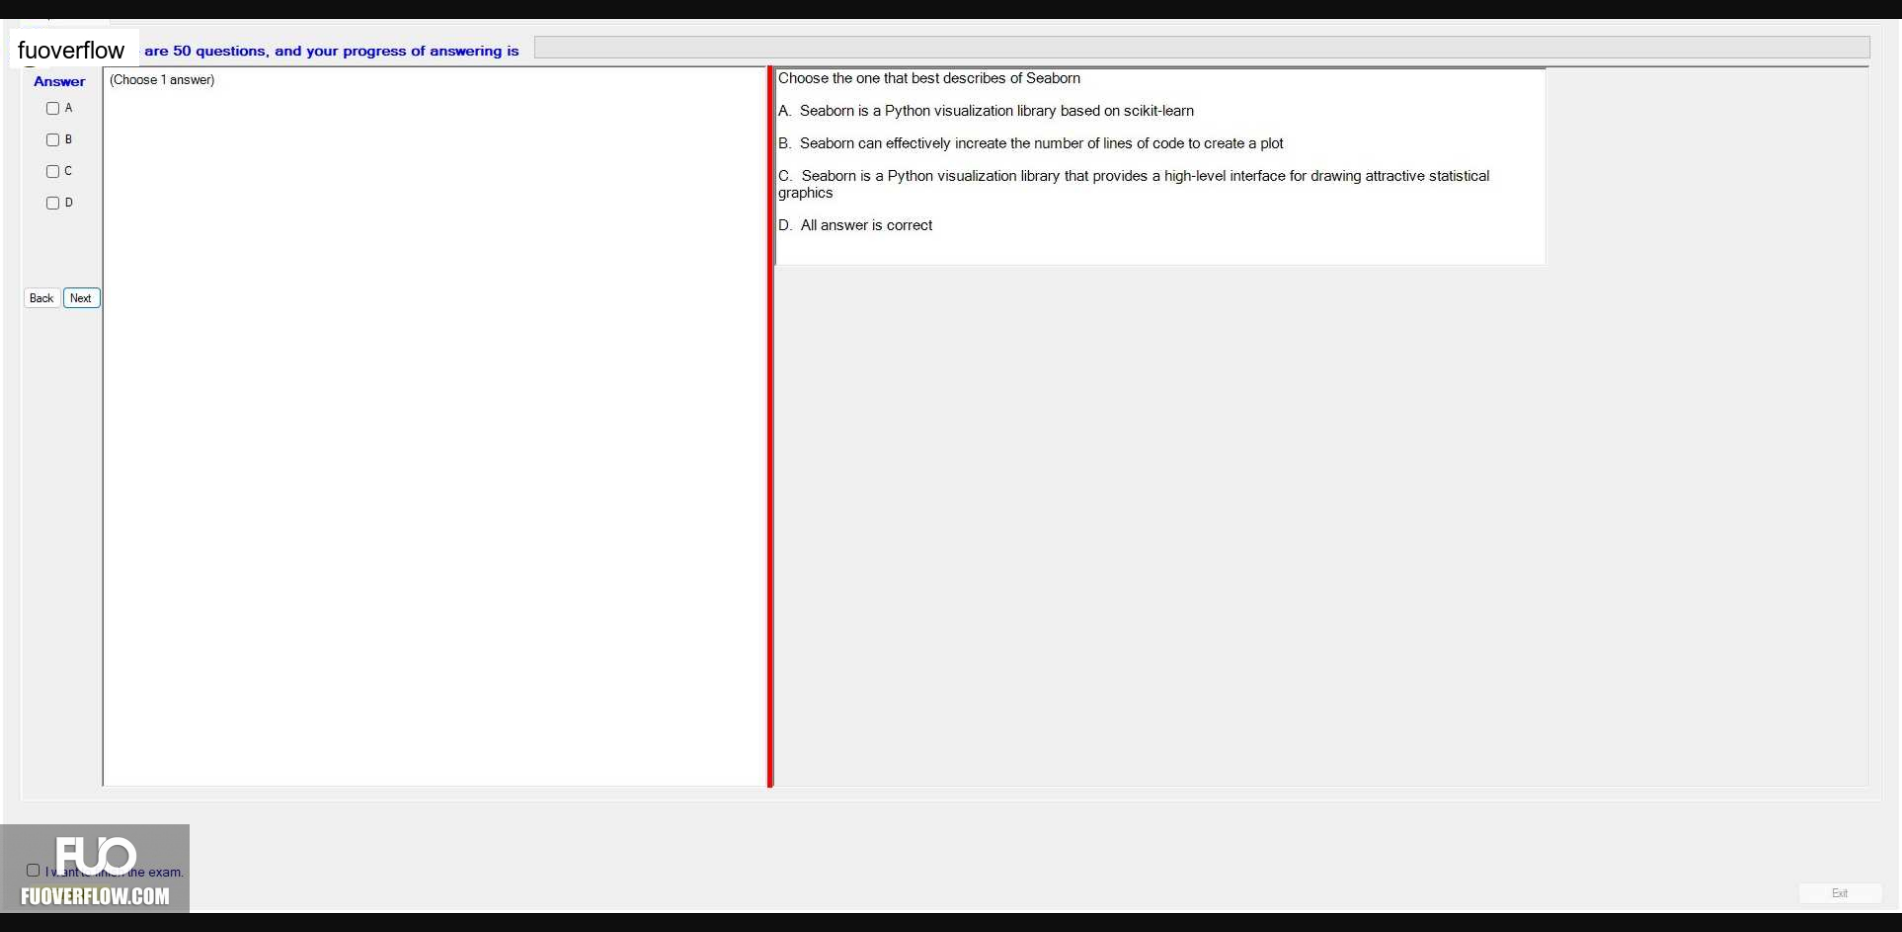 fuoverflow are 50 questions, and your progress of answering is
Answer
(Choose 1 answer)
A
B
C
D
Back Next
Choose the one that best describes of Seaborn
A. Seaborn is a Python visualization library based on scikit-learn
B. Seaborn can effectively increate the number of lines of code to create a plot
C. Seaborn is a Python visualization library that provides a high-level interface for drawing attractive statistical
graphics
D. All answer is correct
FUO
I want to finish the exam.
FUOVERFLOW.COM
Exit